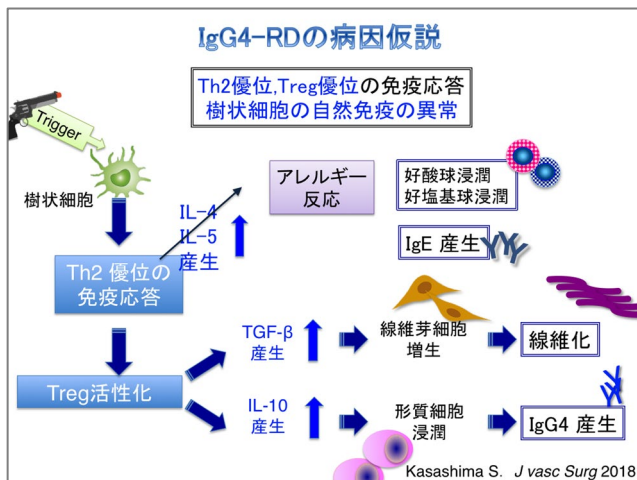 IgG4-RDの病因仮説
Th2優位,Treg優位の免疫応答
樹状細胞の自然免疫の異常
Trigger
樹状細胞
IL-4
IL-5
産生
アレルギー
反応
好酸球浸潤
好塩基球浸潤
IgE 産生
Th2 優位の
免疫応答
TGF-β
産生
線維芽細胞
増生
線維化
Treg活性化
IL-10
産生
形質細胞
浸潤
IgG4 産生
Kasashima S. J vasc Surg 2018